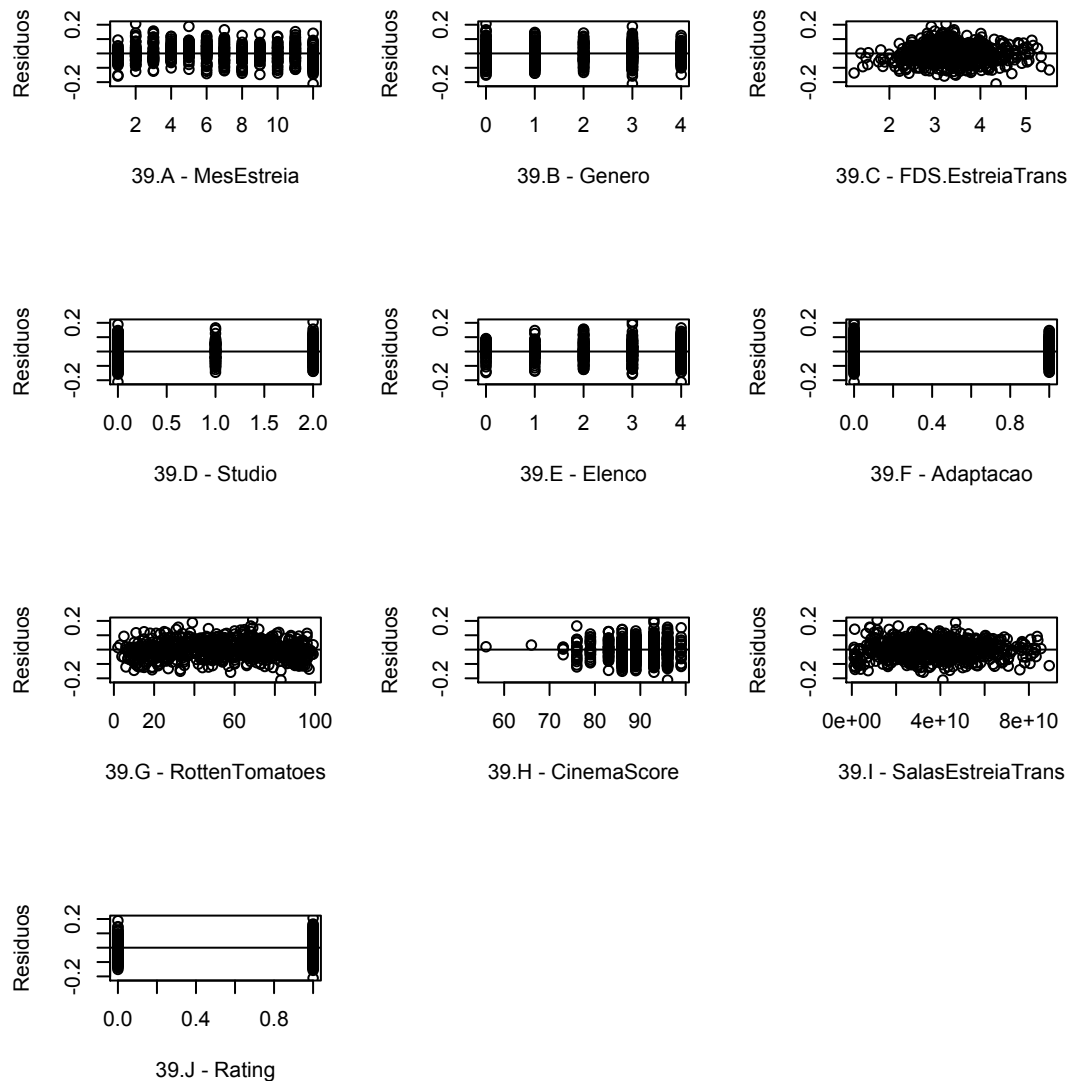 Residuos
-0.2 0.2
2 4 6 8 10
39.A - MesEstreia
Residuos
-0.2 0.2
0 1 2 3 4
39.B - Genero
Residuos
-0.2 0.2
2 3 4 5
39.C - FDS.EstreiaTrans
Residuos
-0.2 0.2
0.0 0.5 1.0 1.5 2.0
39.D - Studio
Residuos
-0.2 0.2
0 1 2 3 4
39.E - Elenco
Residuos
-0.2 0.2
0.0 0.4 0.8
39.F - Adaptacao
Residuos
-0.2 0.2
0 20 60 100
39.G - RottenTomatoes
Residuos
-0.2 0.2
60 70 80 90
39.H - CinemaScore
Residuos
-0.2 0.2
0e+00 4e+10 8e+10
39.I - SalasEstreiaTrans
Residuos
-0.2 0.2
0.0 0.4 0.8
39.J - Rating